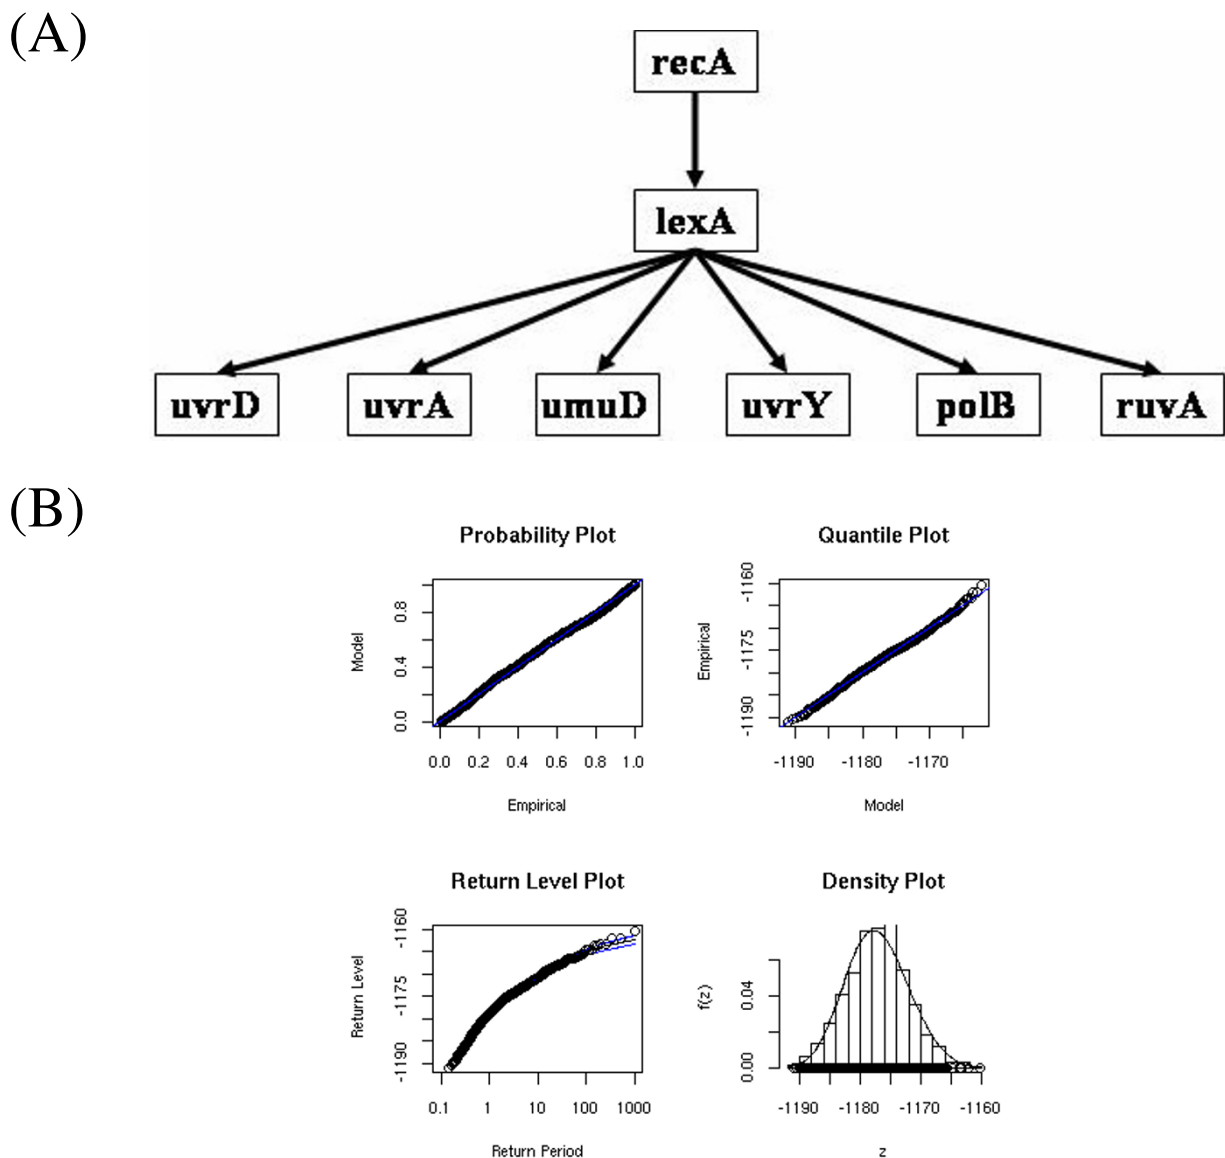 (A)
recA
lexA
uvrD uvrA umuD uvrY polB ruvA
(B)
Probability Plot
Model
0.0 0.4 0.8
0.0 0.2 0.4 0.6 0.8 1.0
Empirical
Quantile Plot
Empirical
-1190 -1175 -1160
-1190 -1180 -1170
Model
Return Level Plot
Return Level
-1190 -1175 -1160
0.1 1 10 100 1000
Return Period
Density Plot
f(z)
0.00 0.04
-1190 -1180 -1170 -1160
z